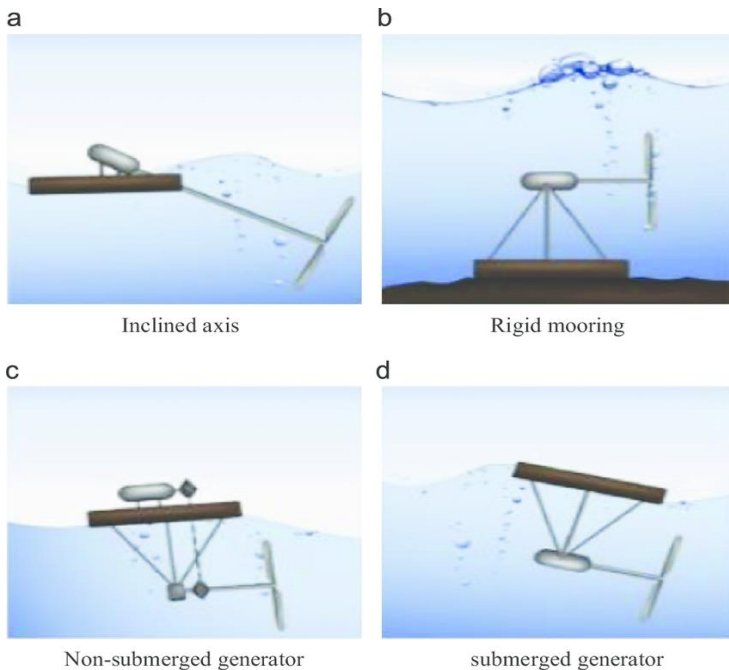 a
b
Inclined axis
Rigid mooring
c
d
Non-submerged generator
submerged generator